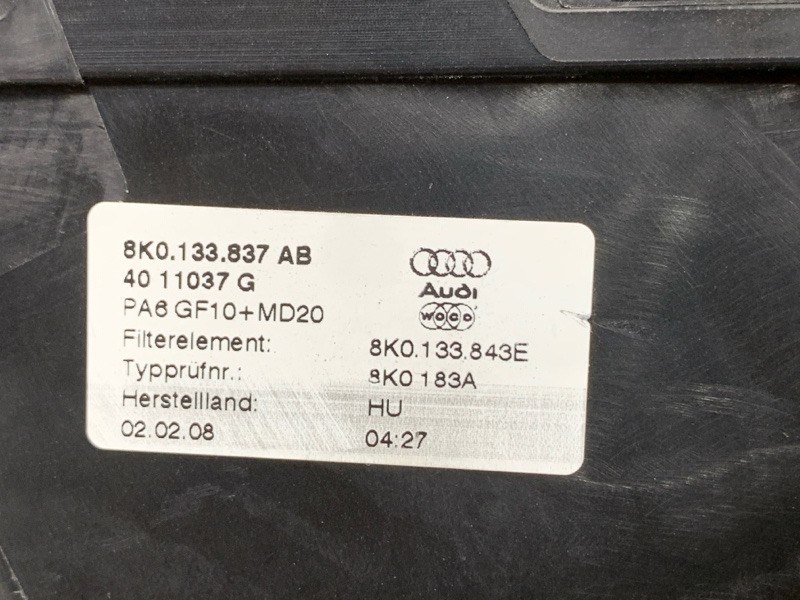 8K0.133.837 AB
40 11037 G
PA6 GF10+MD20
Audi
WOCO
Filterelement: 8K0.133.843E
Typprüfnr.: 8K0 183A
Herstellland: HU
02.02.08 04:27